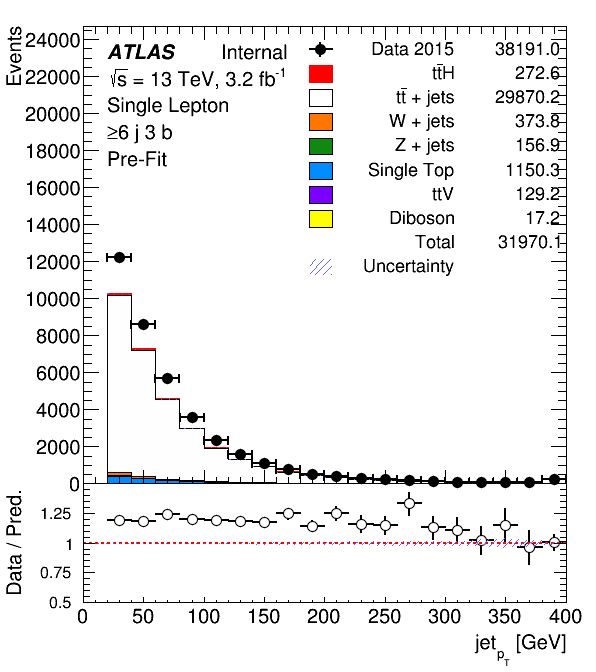 Events
24000
22000
20000
18000
16000
14000
12000
10000
8000
6000
4000
2000
0
ATLAS Internal
√s = 13 TeV, 3.2 fb⁻¹
Single Lepton
≥6 j 3 b
Pre-Fit
Data 2015 38191.0
tt̄H 272.6
tt̄ + jets 29870.2
W + jets 373.8
Z + jets 156.9
Single Top 1150.3
ttV 129.2
Diboson 17.2
Total 31970.1
Uncertainty
Data / Pred.
1.25
1
0.75
0.5
0 50 100 150 200 250 300 350 400
jet_{p_T} [GeV]